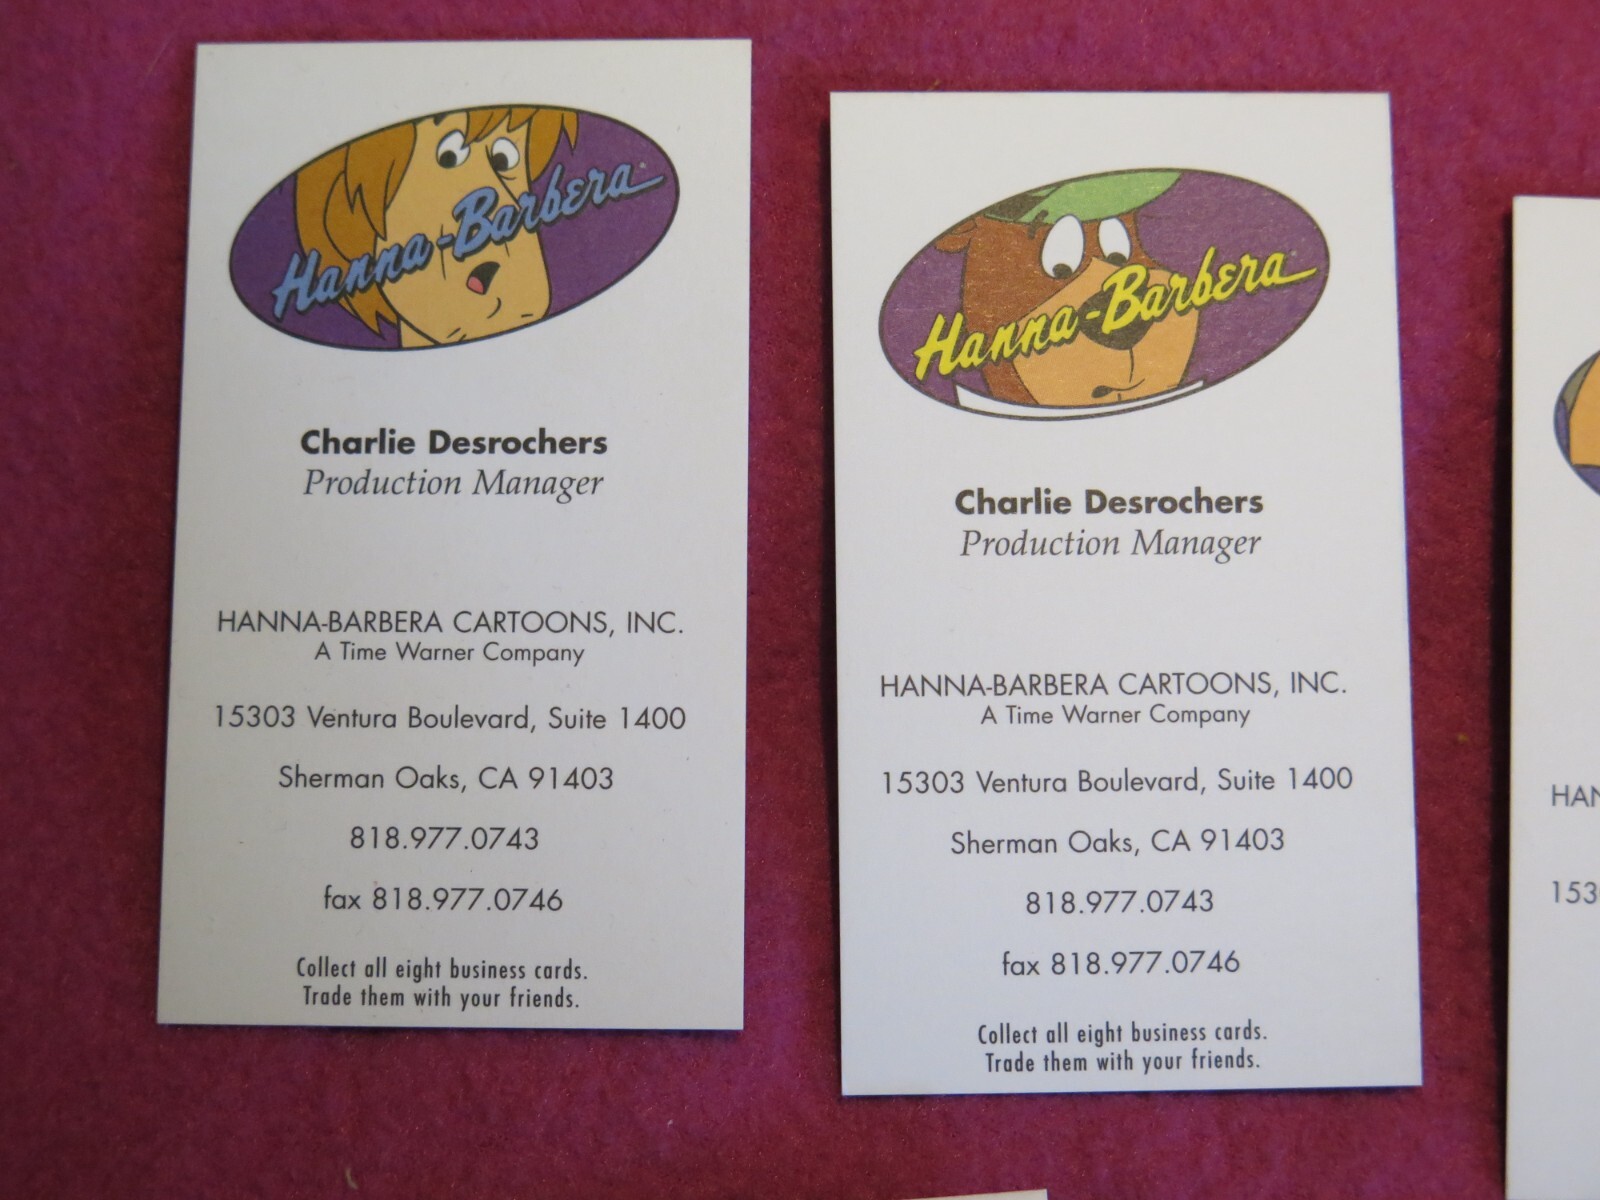 Hanna-Barbera
Charlie Desrochers
Production Manager
HANNA-BARBERA CARTOONS, INC.
A Time Warner Company
15303 Ventura Boulevard, Suite 1400
Sherman Oaks, CA 91403
818.977.0743
fax 818.977.0746
Collect all eight business cards.
Trade them with your friends.
Hanna-Barbera
Charlie Desrochers
Production Manager
HANNA-BARBERA CARTOONS, INC.
A Time Warner Company
15303 Ventura Boulevard, Suite 1400
Sherman Oaks, CA 91403
818.977.0743
fax 818.977.0746
Collect all eight business cards.
Trade them with your friends.